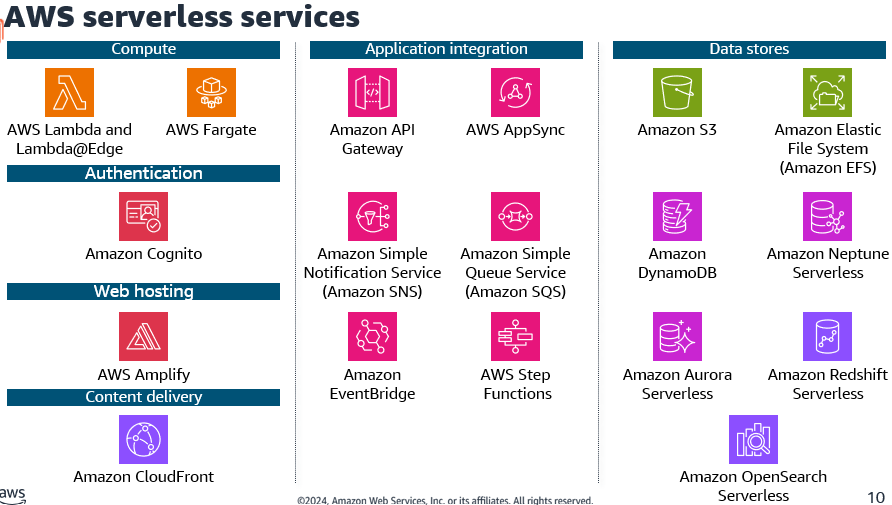 AWS serverless services
Compute
AWS Lambda and
Lambda@Edge
AWS Fargate
Authentication
Amazon Cognito
Web hosting
AWS Amplify
Content delivery
Amazon CloudFront
Application integration
Amazon API
Gateway
AWS AppSync
Amazon Simple
Notification Service
(Amazon SNS)
Amazon Simple
Queue Service
(Amazon SQS)
Amazon
EventBridge
AWS Step
Functions
Data stores
Amazon S3
Amazon Elastic
File System
(Amazon EFS)
Amazon
DynamoDB
Amazon Neptune
Serverless
Amazon Aurora
Serverless
Amazon Redshift
Serverless
Amazon OpenSearch
Serverless
aws
©2024, Amazon Web Services, Inc. or its affiliates. All rights reserved.
10